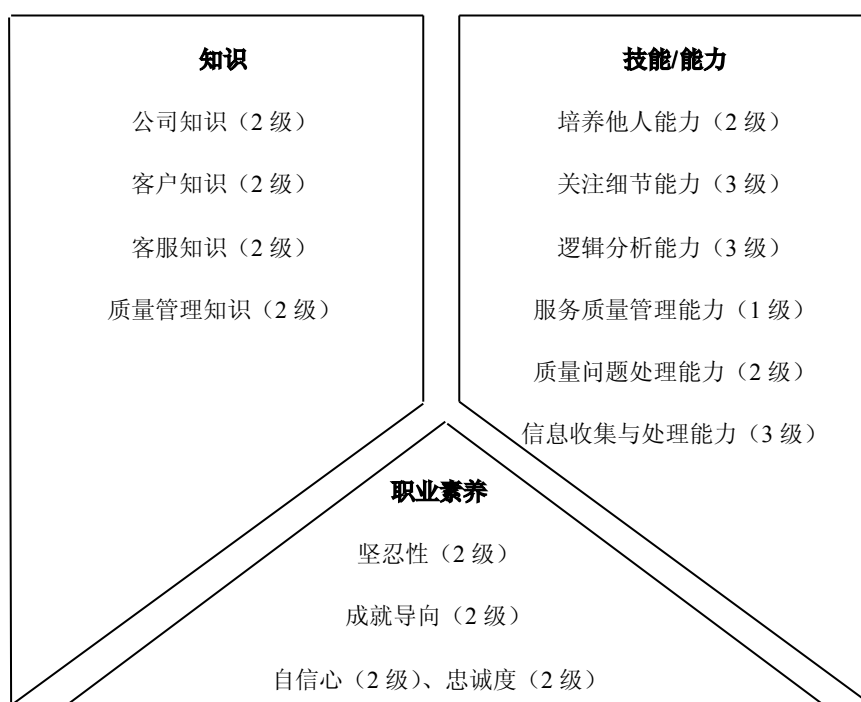 知识
公司知识（2 级）
客户知识（2 级）
客服知识（2 级）
质量管理知识（2 级）
技能/能力
培养他人能力（2 级）
关注细节能力（3 级）
逻辑分析能力（3 级）
服务质量管理能力（1 级）
质量问题处理能力（2 级）
信息收集与处理能力（3 级）
职业素养
坚忍性（2 级）
成就导向（2 级）
自信心（2 级）、忠诚度（2 级）